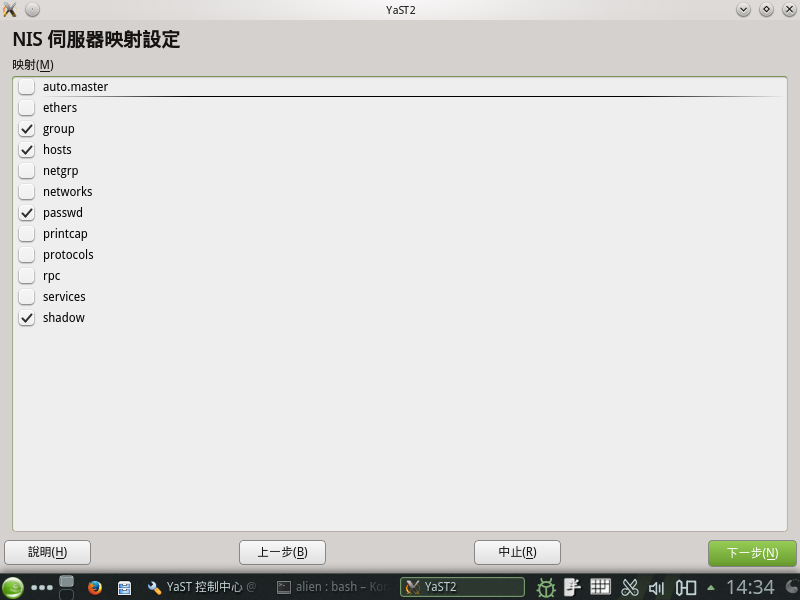 YaST2
NIS 伺服器映射設定
映射(M)
auto.master
ethers
group
hosts
netgrp
networks
passwd
printcap
protocols
rpc
services
shadow
說明(H) 上一步(B) 中止(R) 下一步(N)
YaST 控制中心 @ alien : bash – Kon YaST2 14:34